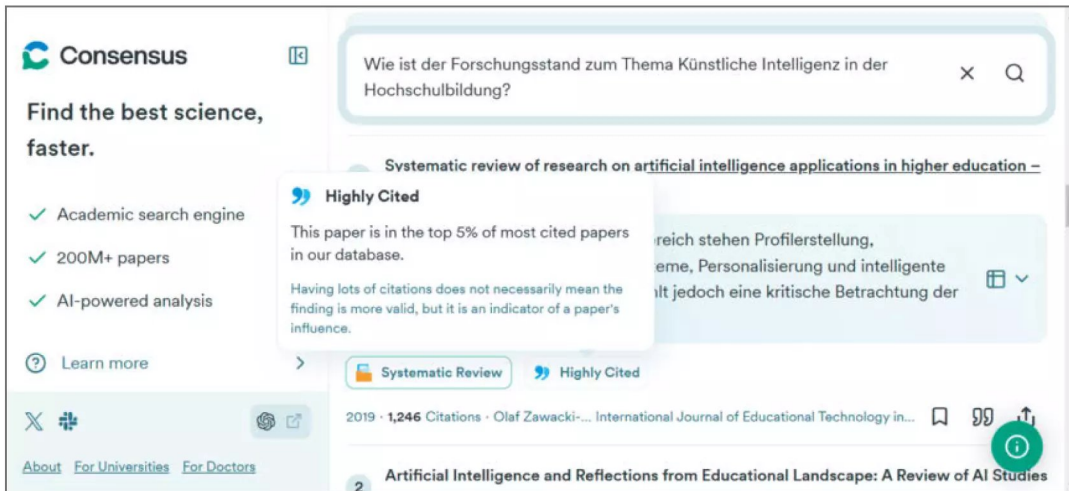 Consensus
Find the best science,
faster.
Academic search engine
200M+ papers
AI-powered analysis
Learn more
About For Universities For Doctors
Wie ist der Forschungsstand zum Thema Künstliche Intelligenz in der
Hochschulbildung?
Systematic review of research on artificial intelligence applications in higher education –
Highly Cited
This paper is in the top 5% of most cited papers
in our database.
Having lots of citations does not necessarily mean the
finding is more valid, but it is an indicator of a paper's
influence.
reich stehen Profilerstellung,
eme, Personalisierung und intelligente
lt jedoch eine kritische Betrachtung der
Systematic Review Highly Cited
2019 · 1,246 Citations · Olaf Zawacki-... International Journal of Educational Technology in...
2 Artificial Intelligence and Reflections from Educational Landscape: A Review of AI Studies